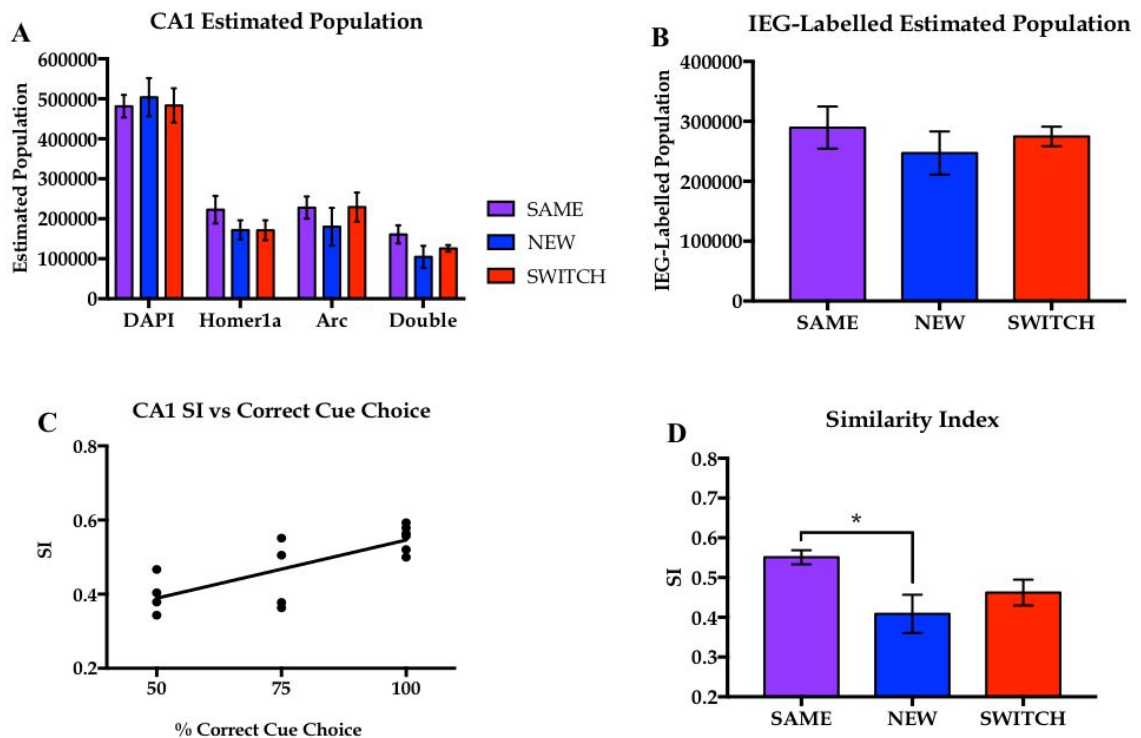 A
CA1 Estimated Population
Estimated Population
600000
500000
400000
300000
200000
100000
0
DAPI Homer1a Arc Double
SAME
NEW
SWITCH
B
IEG-Labelled Estimated Population
IEG-Labelled Population
400000
300000
200000
100000
0
SAME NEW SWITCH
C
CA1 SI vs Correct Cue Choice
SI
0.8
0.6
0.4
0.2
50 75 100
% Correct Cue Choice
D
Similarity Index
SI
0.8
0.7
0.6
0.5
0.4
0.3
0.2
*
SAME NEW SWITCH